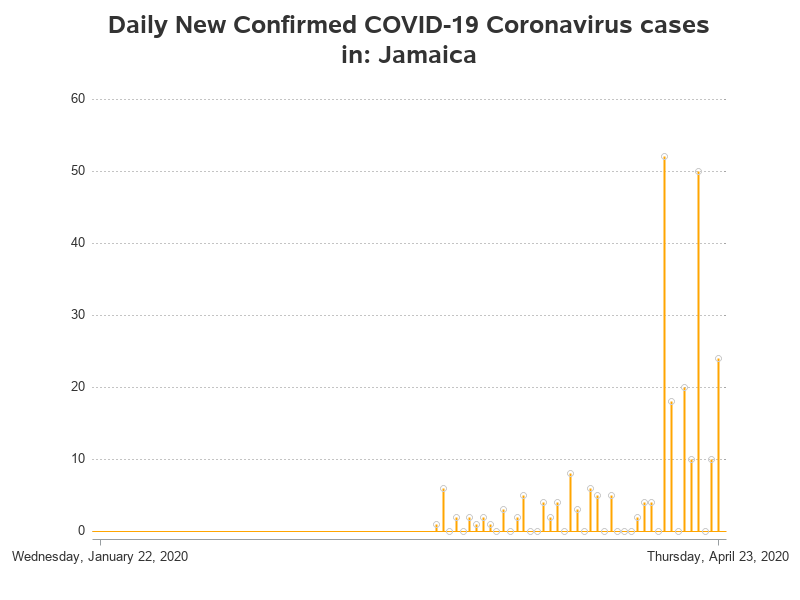 Daily New Confirmed COVID-19 Coronavirus cases
in: Jamaica
60
50
40
30
20
10
0
Wednesday, January 22, 2020
Thursday, April 23, 2020